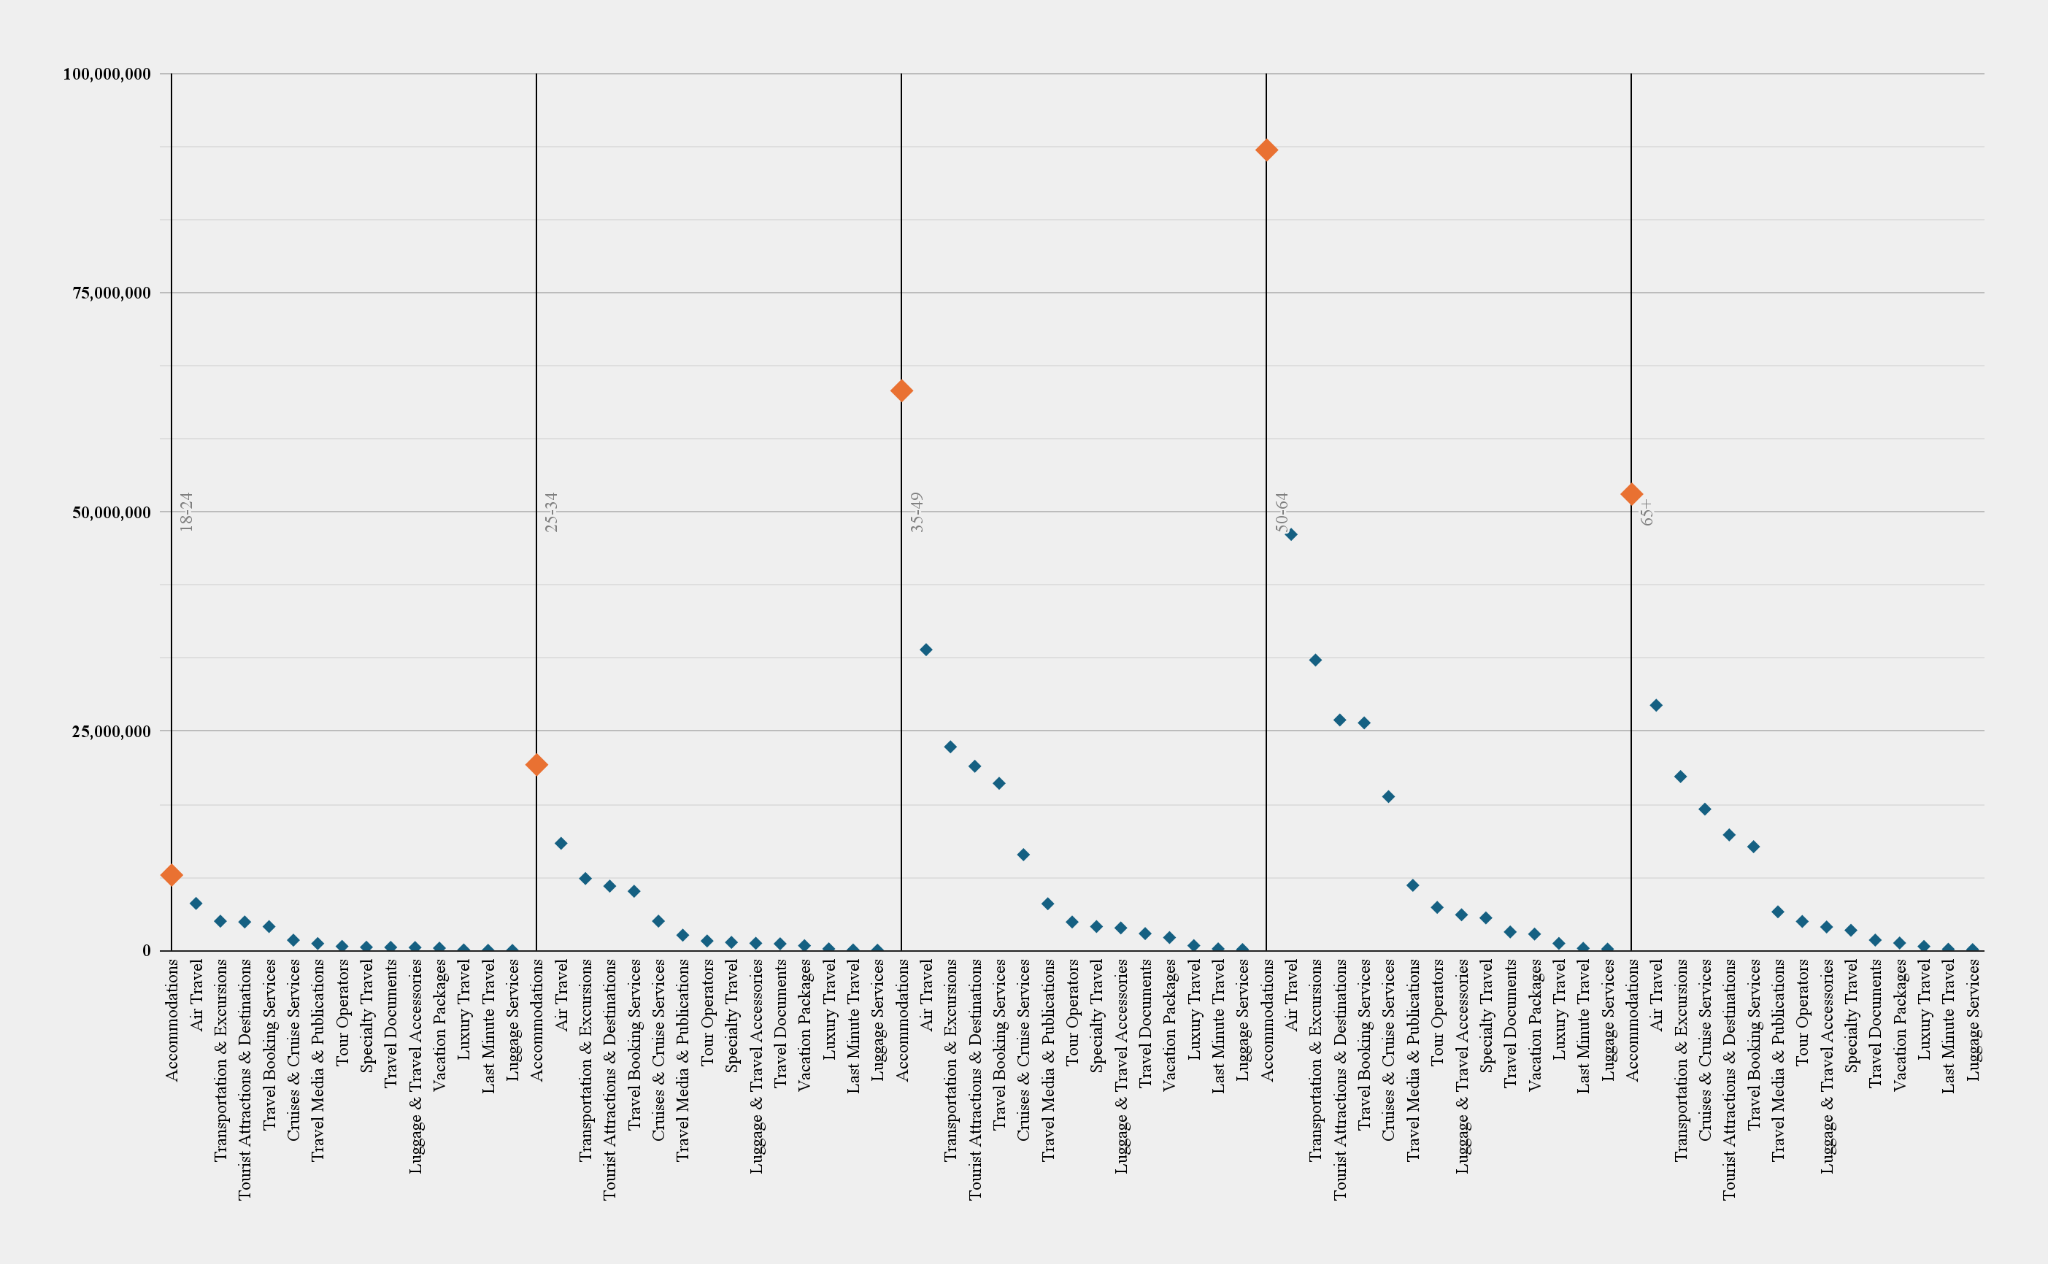 100,000,000
75,000,000
50,000,000
25,000,000
0
18-24
25-34
35-49
50-64
65+
Accommodations
Air Travel
Transportation & Excursions
Tourist Attractions & Destinations
Travel Booking Services
Cruises & Cruise Services
Travel Media & Publications
Tour Operators
Specialty Travel
Travel Documents
Luggage & Travel Accessories
Vacation Packages
Luxury Travel
Last Minute Travel
Luggage Services
Accommodations
Air Travel
Transportation & Excursions
Tourist Attractions & Destinations
Travel Booking Services
Cruises & Cruise Services
Travel Media & Publications
Tour Operators
Specialty Travel
Luggage & Travel Accessories
Travel Documents
Vacation Packages
Luxury Travel
Last Minute Travel
Luggage Services
Accommodations
Air Travel
Transportation & Excursions
Tourist Attractions & Destinations
Travel Booking Services
Cruises & Cruise Services
Travel Media & Publications
Tour Operators
Specialty Travel
Luggage & Travel Accessories
Travel Documents
Vacation Packages
Luxury Travel
Last Minute Travel
Luggage Services
Accommodations
Air Travel
Transportation & Excursions
Tourist Attractions & Destinations
Travel Booking Services
Cruises & Cruise Services
Travel Media & Publications
Tour Operators
Luggage & Travel Accessories
Specialty Travel
Travel Documents
Vacation Packages
Luxury Travel
Last Minute Travel
Luggage Services
Accommodations
Air Travel
Transportation & Excursions
Cruises & Cruise Services
Tourist Attractions & Destinations
Travel Booking Services
Travel Media & Publications
Tour Operators
Luggage & Travel Accessories
Specialty Travel
Travel Documents
Vacation Packages
Luxury Travel
Last Minute Travel
Luggage Services